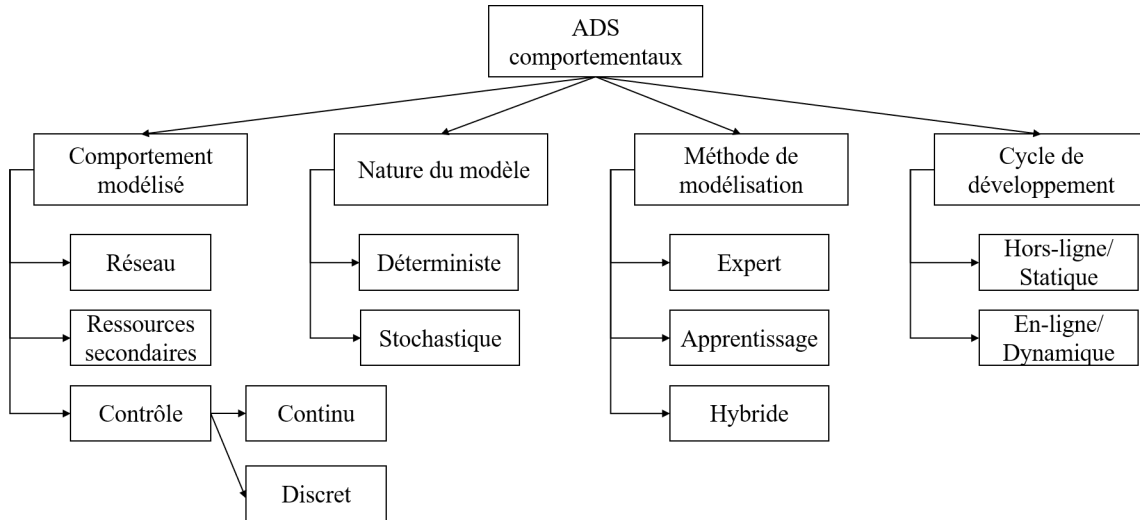 ADS
comportementaux
Comportement
modélisé
Nature du modèle
Méthode de
modélisation
Cycle de
développement
Réseau
Déterministe
Expert
Hors-ligne/
Statique
Ressources
secondaires
Stochastique
Apprentissage
En-ligne/
Dynamique
Contrôle
Continu
Hybride
Discret